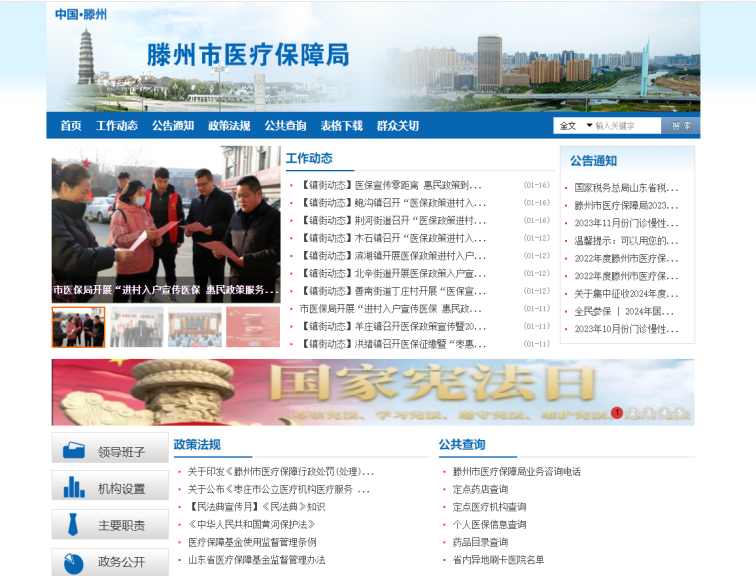 中国·滕州
滕州市医疗保障局
首页 工作动态 公告通知 政策法规 公共查询 表格下载 群众关切
全文 输入关键字 搜索
市医保局开展“进村入户宣传医保 惠民政策服务...
工作动态
【镇街动态】医保宣传零距离 惠民政策到... (01-16)
【镇街动态】鲍沟镇召开“医保政策进村入... (01-16)
【镇街动态】荆河街道召开“医保政策进村... (01-16)
【镇街动态】木石镇召开“医保政策进村入... (01-12)
【镇街动态】滨湖镇开展医保政策进村入户... (01-12)
【镇街动态】北辛街道开展医保政策入户宣... (01-12)
【镇街动态】善南街道丁庄村开展“医保宣... (01-12)
市医保局开展“进村入户宣传医保 惠民政... (01-11)
【镇街动态】羊庄镇召开医保政策宣传暨20... (01-11)
【镇街动态】洪绪镇召开医保征缴暨“枣惠... (01-11)
公告通知
国家税务总局山东省税...
滕州市医疗保障局2023...
2023年11月份门诊慢性...
温馨提示：可以用您的...
2022年度滕州市医疗保...
2022年度滕州市医疗保...
关于集中征收2024年度...
全民参保 | 2024年居...
2023年10月份门诊慢性...
国家宪法日
1 2 3 4 5
领导班子
机构设置
主要职责
政务公开
政策法规
关于印发《滕州市医疗保障行政处罚(处理)...
关于公布《枣庄市公立医疗机构医疗服务 ...
【民法典宣传月】《民法典》知识
《中华人民共和国黄河保护法》
医疗保障基金使用监督管理条例
山东省医疗保障基金监督管理办法
公共查询
滕州市医疗保障局业务咨询电话
定点药店查询
定点医疗机构查询
个人医保信息查询
药品目录查询
省内异地刷卡医院名单